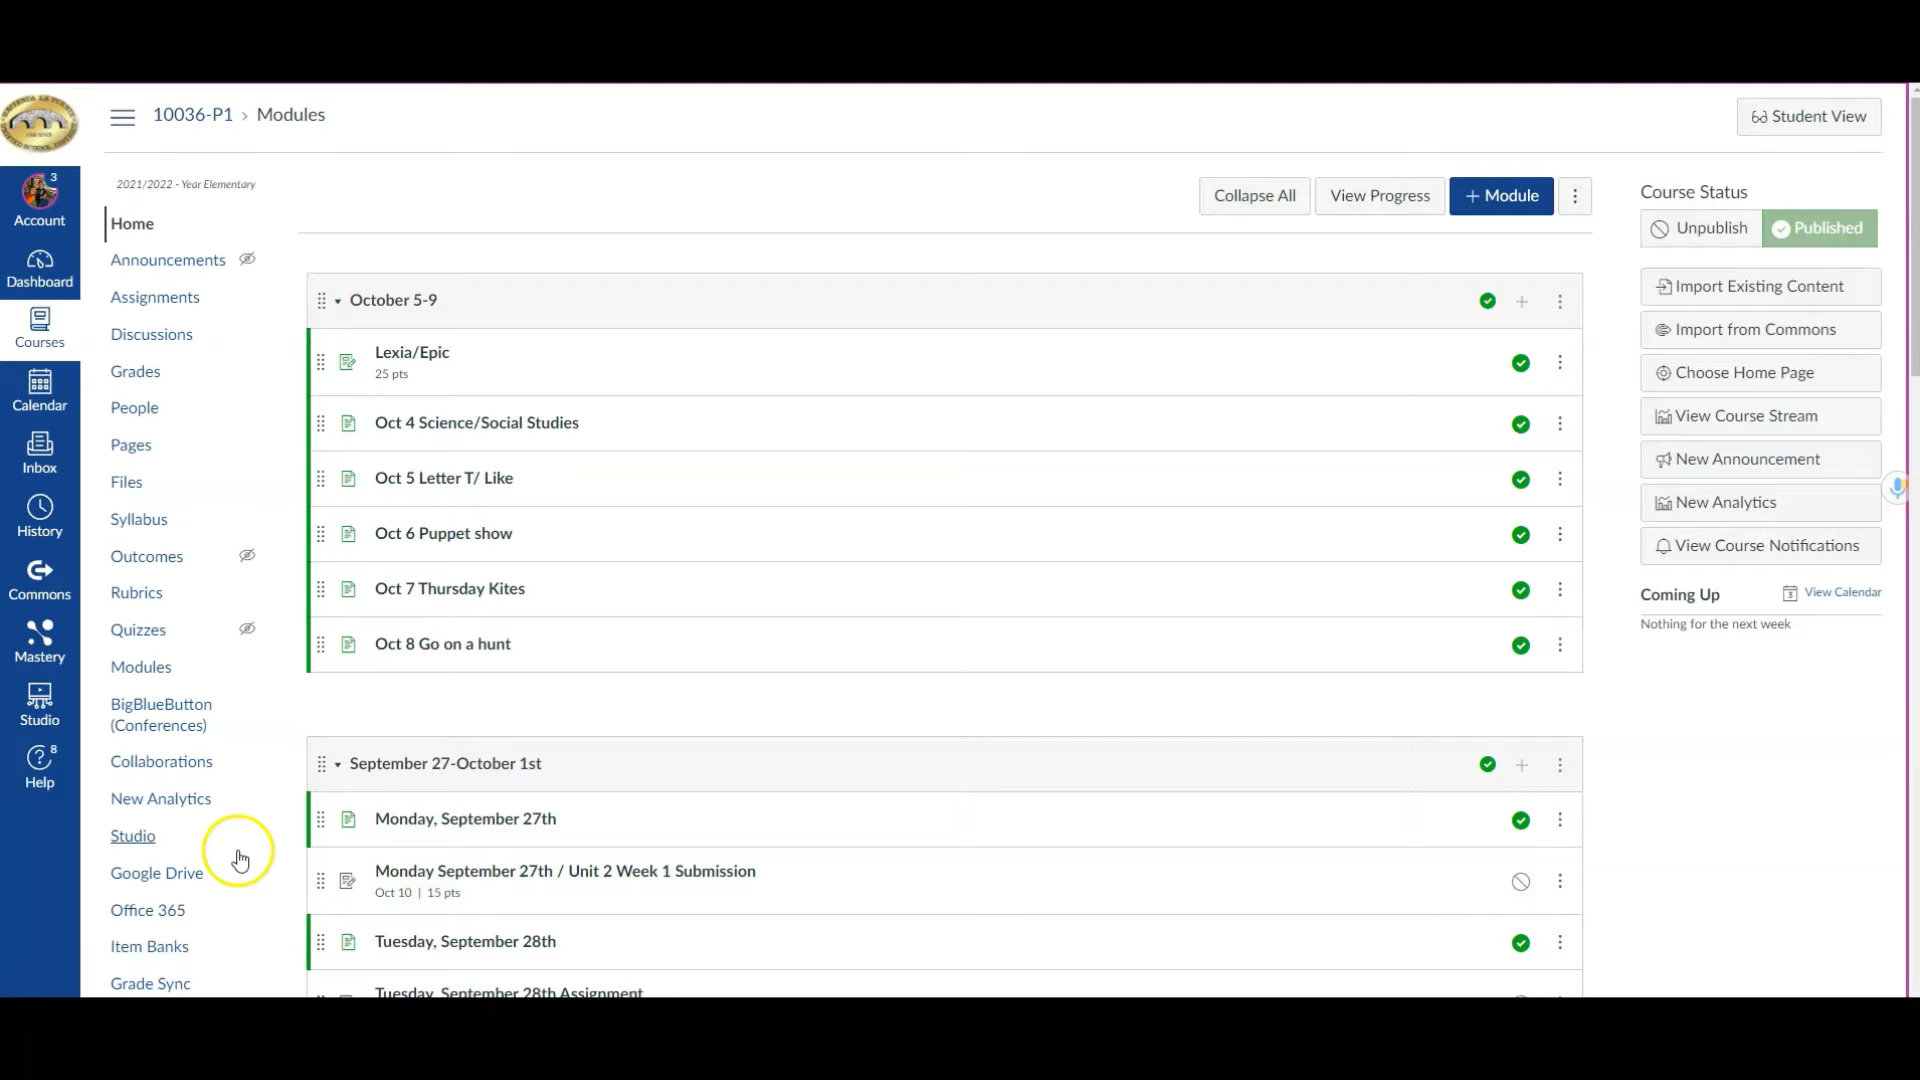 10036-P1 › Modules
Student View
3
Account
Dashboard
Courses
Calendar
Inbox
History
Commons
Mastery
Studio
8
Help
2021/2022 - Year Elementary
Home
Announcements
Assignments
Discussions
Grades
People
Pages
Files
Syllabus
Outcomes
Rubrics
Quizzes
Modules
BigBlueButton
(Conferences)
Collaborations
New Analytics
Studio
Google Drive
Office 365
Item Banks
Grade Sync
Collapse All
View Progress
+ Module
October 5-9
Lexia/Epic
25 pts
Oct 4 Science/Social Studies
Oct 5 Letter T/ Like
Oct 6 Puppet show
Oct 7 Thursday Kites
Oct 8 Go on a hunt
September 27-October 1st
Monday, September 27th
Monday September 27th / Unit 2 Week 1 Submission
Oct 10 | 15 pts
Tuesday, September 28th
Tuesday, September 28th Assignment
Course Status
Unpublish
Published
Import Existing Content
Import from Commons
Choose Home Page
View Course Stream
New Announcement
New Analytics
View Course Notifications
Coming Up
3 View Calendar
Nothing for the next week